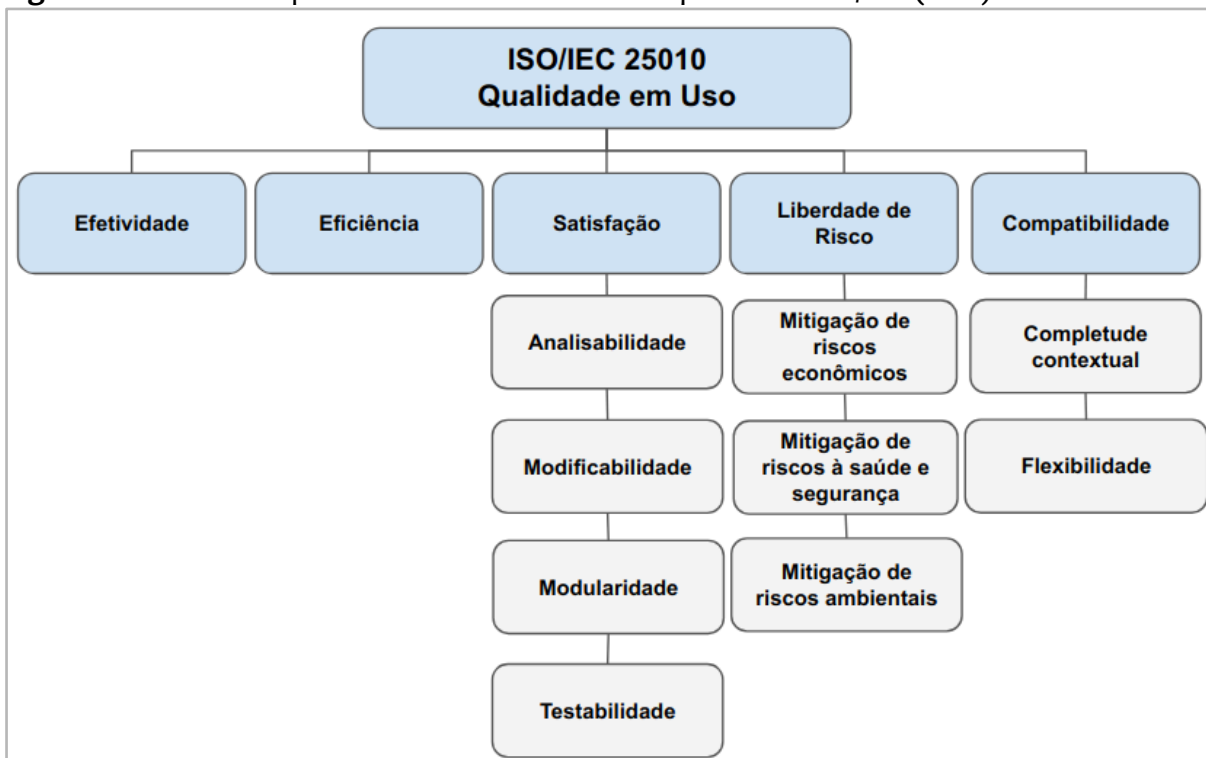 ISO/IEC 25010
Qualidade em Uso
Efetividade
Eficiência
Satisfação
Liberdade de
Risco
Compatibilidade
Analisabilidade
Mitigação de
riscos
econômicos
Completude
contextual
Modificabilidade
Mitigação de
riscos à saúde e
segurança
Flexibilidade
Modularidade
Mitigação de
riscos ambientais
Testabilidade